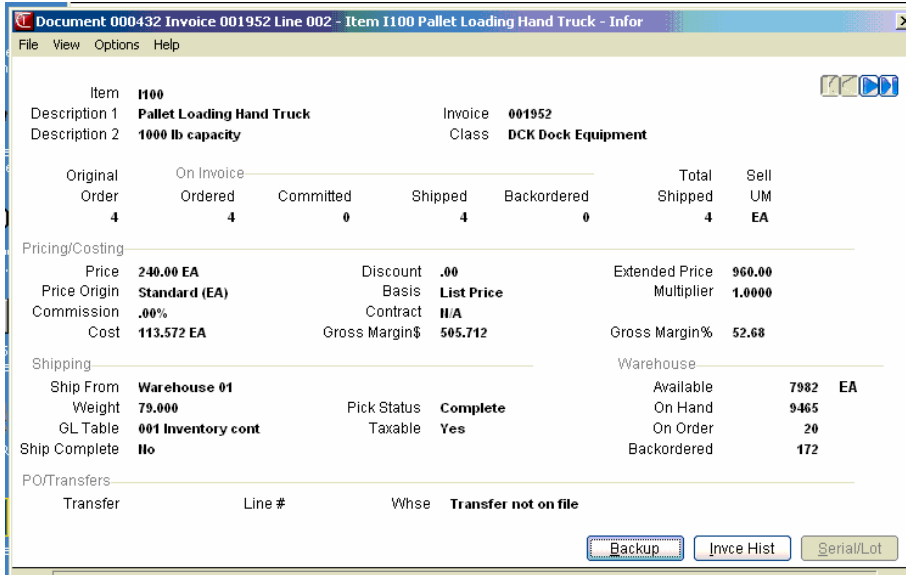 Document 000432 Invoice 001952 Line 002 - Item I100 Pallet Loading Hand Truck - Infor
File View Options Help
Item I100
Description 1 Pallet Loading Hand Truck Invoice 001952
Description 2 1000 lb capacity Class DCK Dock Equipment
Original On Invoice Total Sell
Order Ordered Committed Shipped Backordered Shipped UM
4 4 0 4 0 4 EA
Pricing/Costing
Price 240.00 EA Discount .00 Extended Price 960.00
Price Origin Standard (EA) Basis List Price Multiplier 1.0000
Commission .00% Contract N/A
Cost 113.572 EA Gross Margin$ 505.712 Gross Margin% 52.68
Shipping Warehouse
Ship From Warehouse 01 Available 7982 EA
Weight 79.000 Pick Status Complete On Hand 9465
GL Table 001 Inventory cont Taxable Yes On Order 20
Ship Complete No Backordered 172
PO/Transfers
Transfer Line # Whse Transfer not on file
Backup Invce Hist Serial/Lot